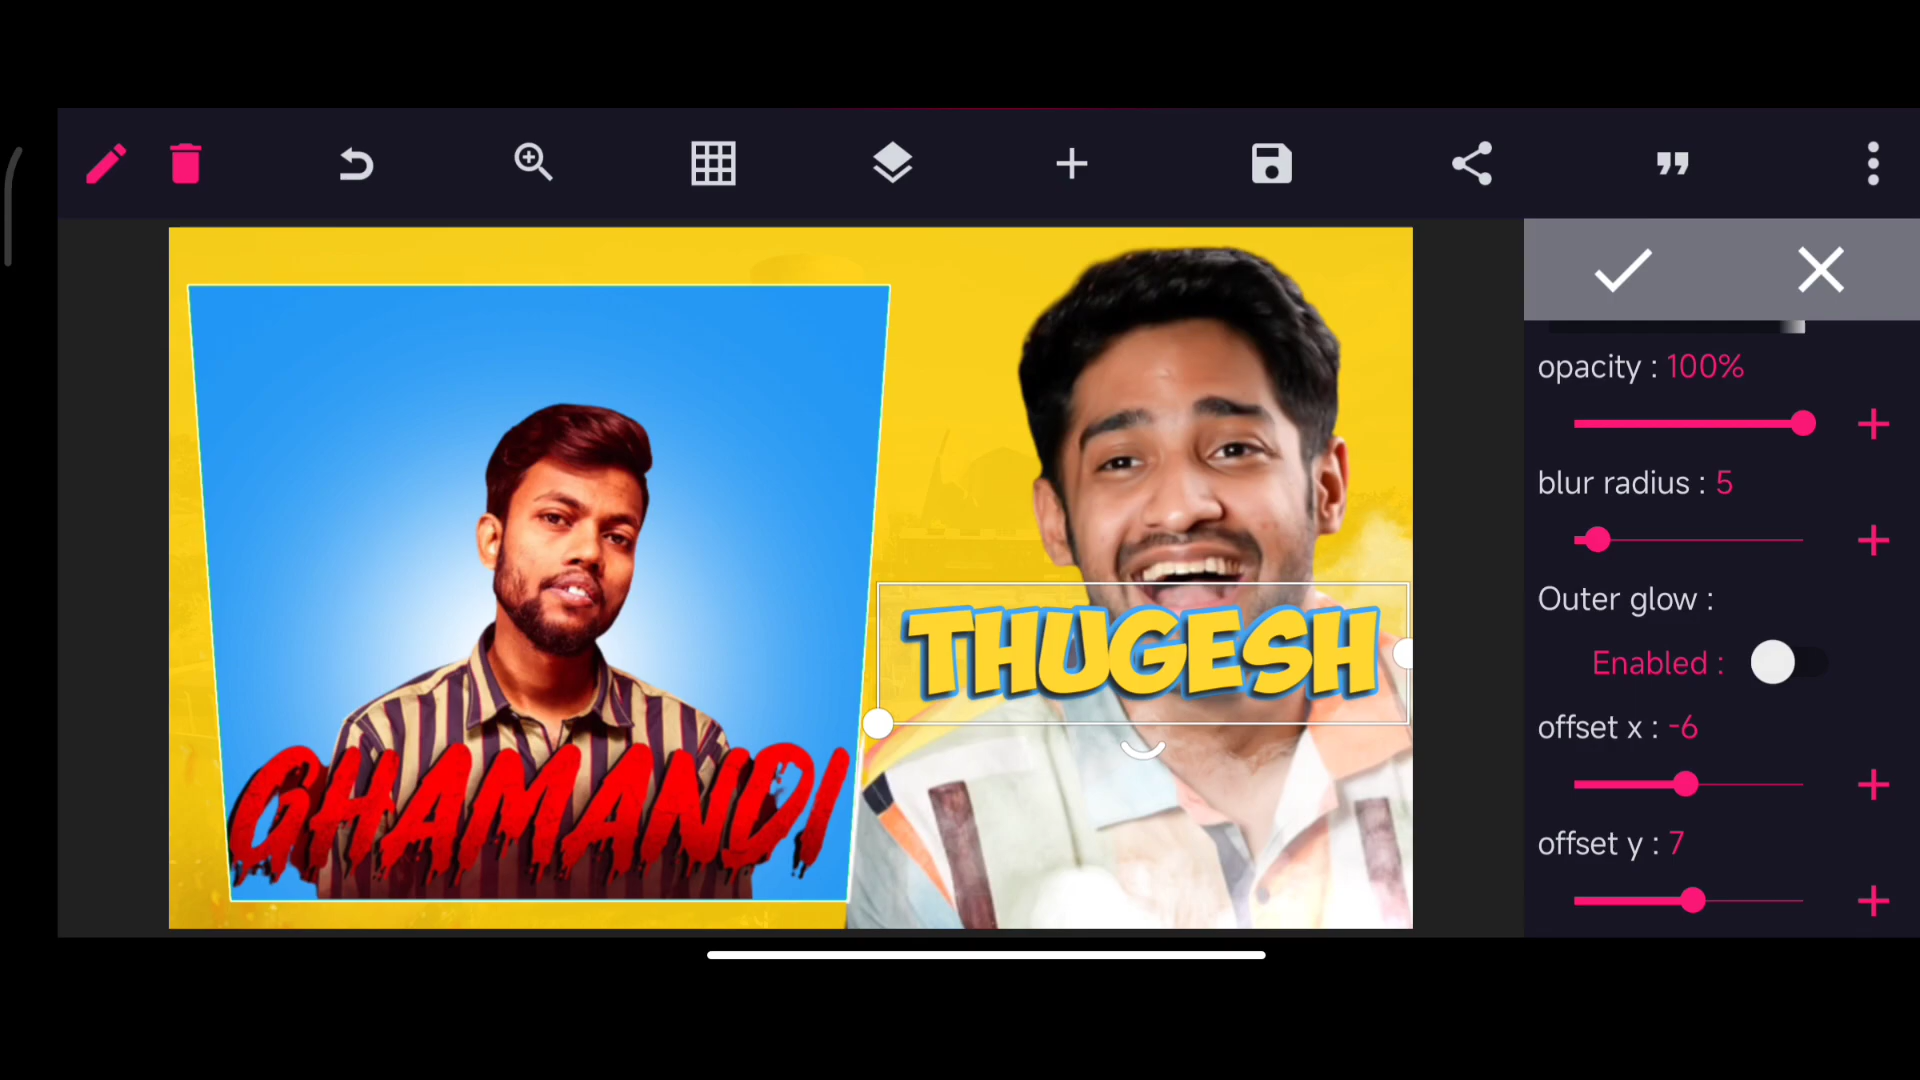 opacity : 100%
blur radius : 5
Outer glow :
Enabled :
offset x : -6
offset y : 7
THUGESH
GHAMANDI